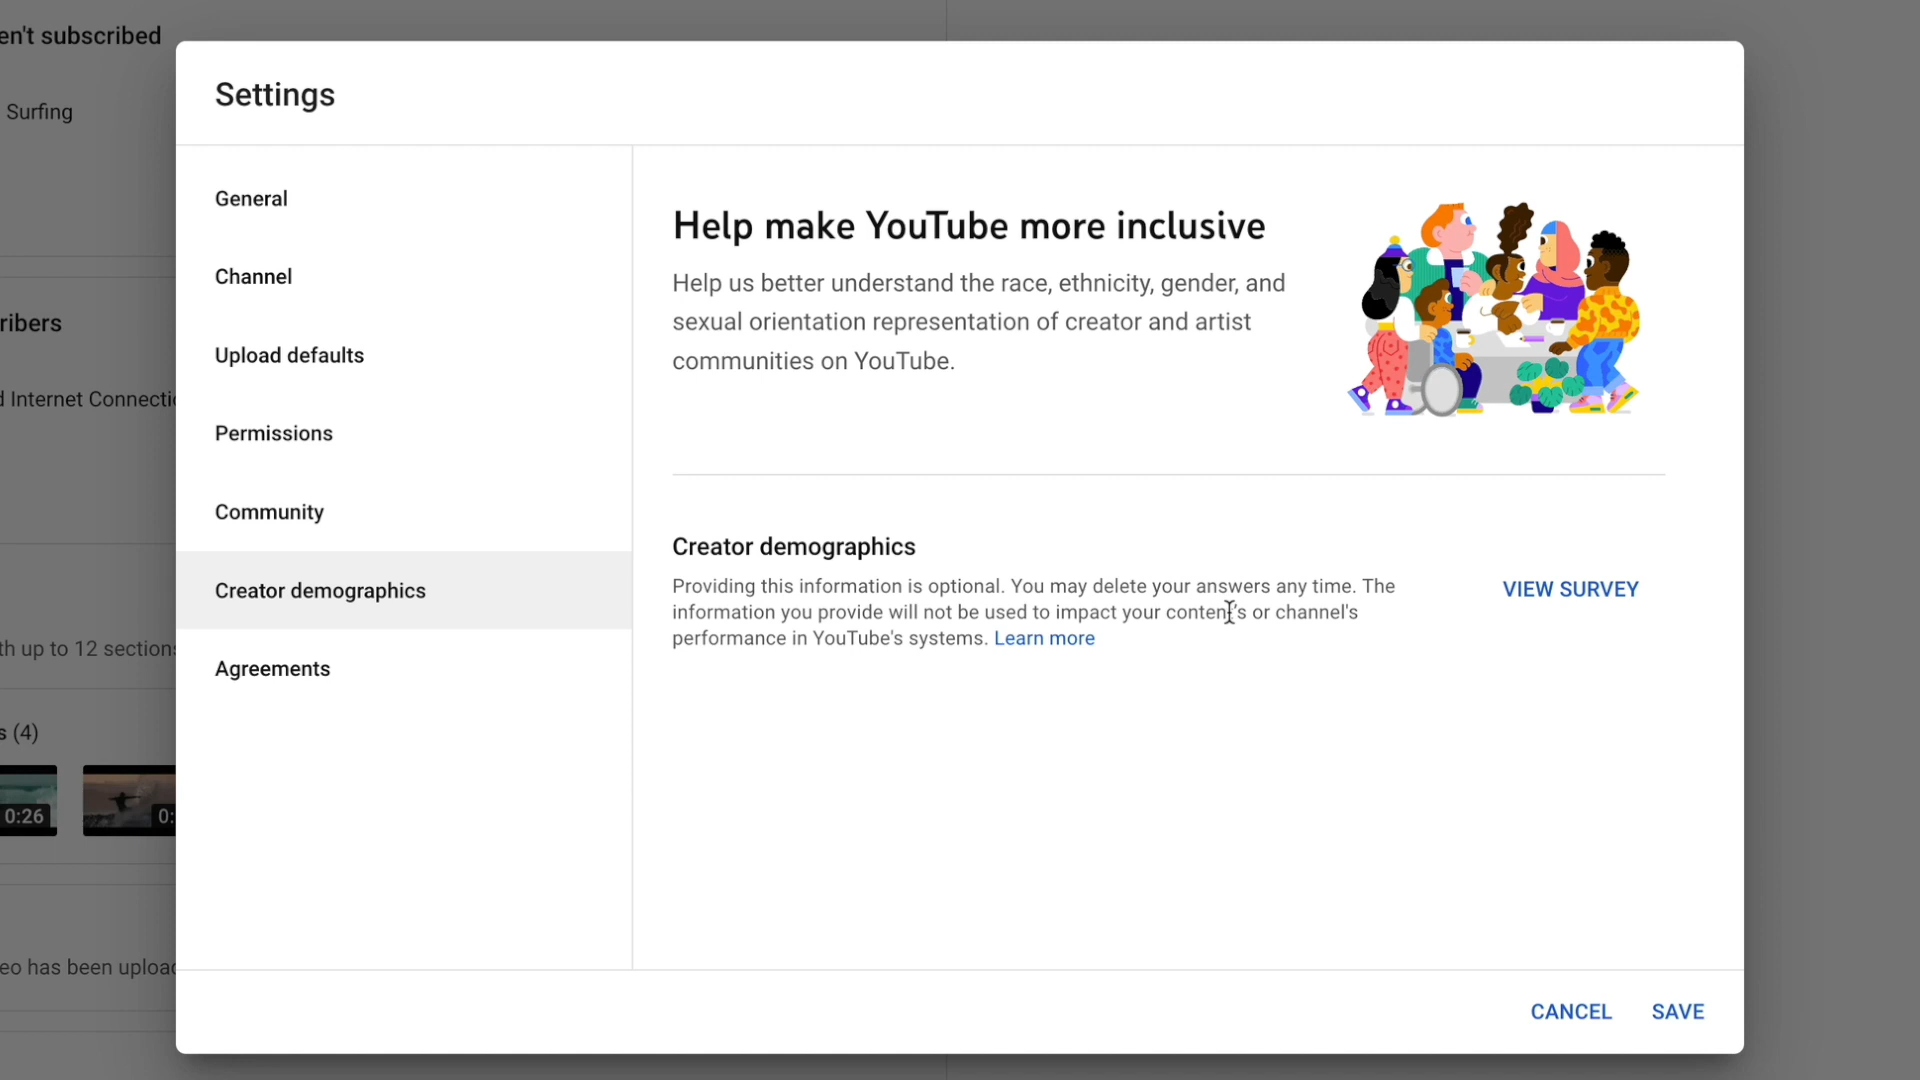 en't subscribed
Surfing
ribers
d Internet Connecti
th up to 12 sections
s (4)
0:26
0:
eo has been uploa
Settings
General
Channel
Upload defaults
Permissions
Community
Creator demographics
Agreements
Help make YouTube more inclusive
Help us better understand the race, ethnicity, gender, and
sexual orientation representation of creator and artist
communities on YouTube.
Creator demographics
Providing this information is optional. You may delete your answers any time. The
information you provide will not be used to impact your content's or channel's
performance in YouTube's systems. Learn more
VIEW SURVEY
CANCEL
SAVE